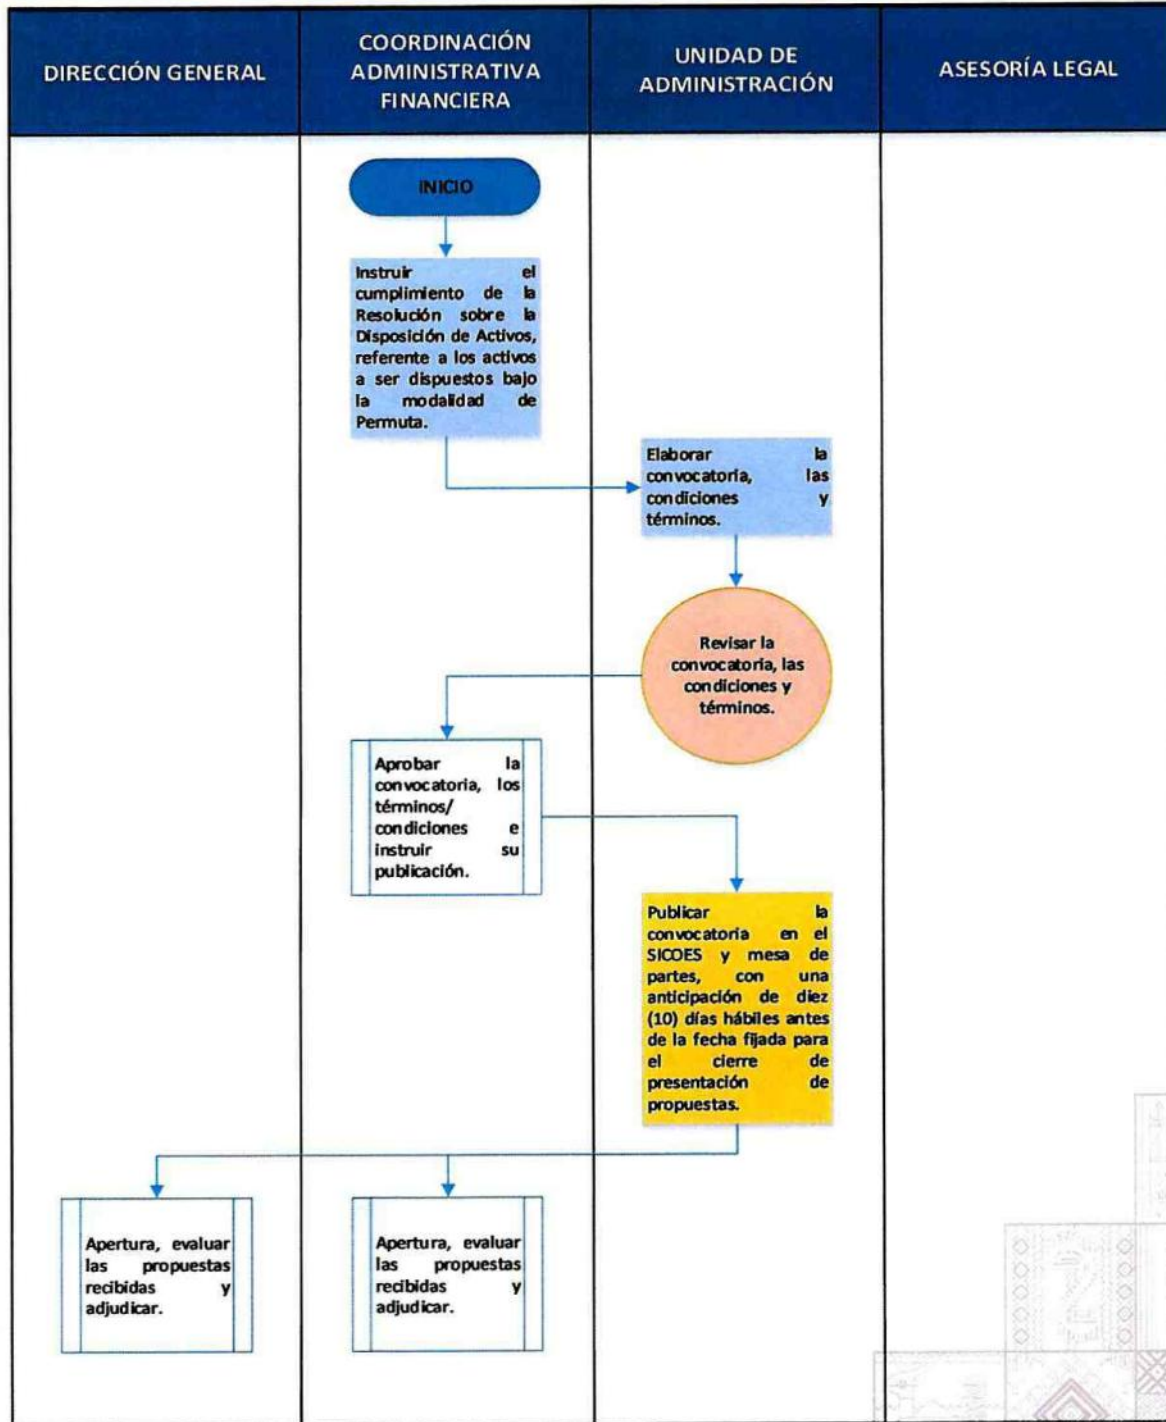 DIRECCIÓN GENERAL
COORDINACIÓN
ADMINISTRATIVA
FINANCIERA
UNIDAD DE
ADMINISTRACIÓN
ASESORÍA LEGAL
INICIO
Instruir el
cumplimiento de la
Resolución sobre la
Disposición de Activos,
referente a los activos
a ser dispuestos bajo
la modalidad de
Permuta.
Elaborar la
convocatoria, las
condiciones y
términos.
Revisar la
convocatoria, las
condiciones y
términos.
Aprobar la
convocatoria, los
términos/
condiciones e
instruir su
publicación.
Publicar la
convocatoria en el
SICOES y mesa de
partes, con una
anticipación de diez
(10) días hábiles antes
de la fecha fijada para
el cierre de
presentación de
propuestas.
Apertura, evaluar
las propuestas
recibidas y
adjudicar.
Apertura, evaluar
las propuestas
recibidas y
adjudicar.